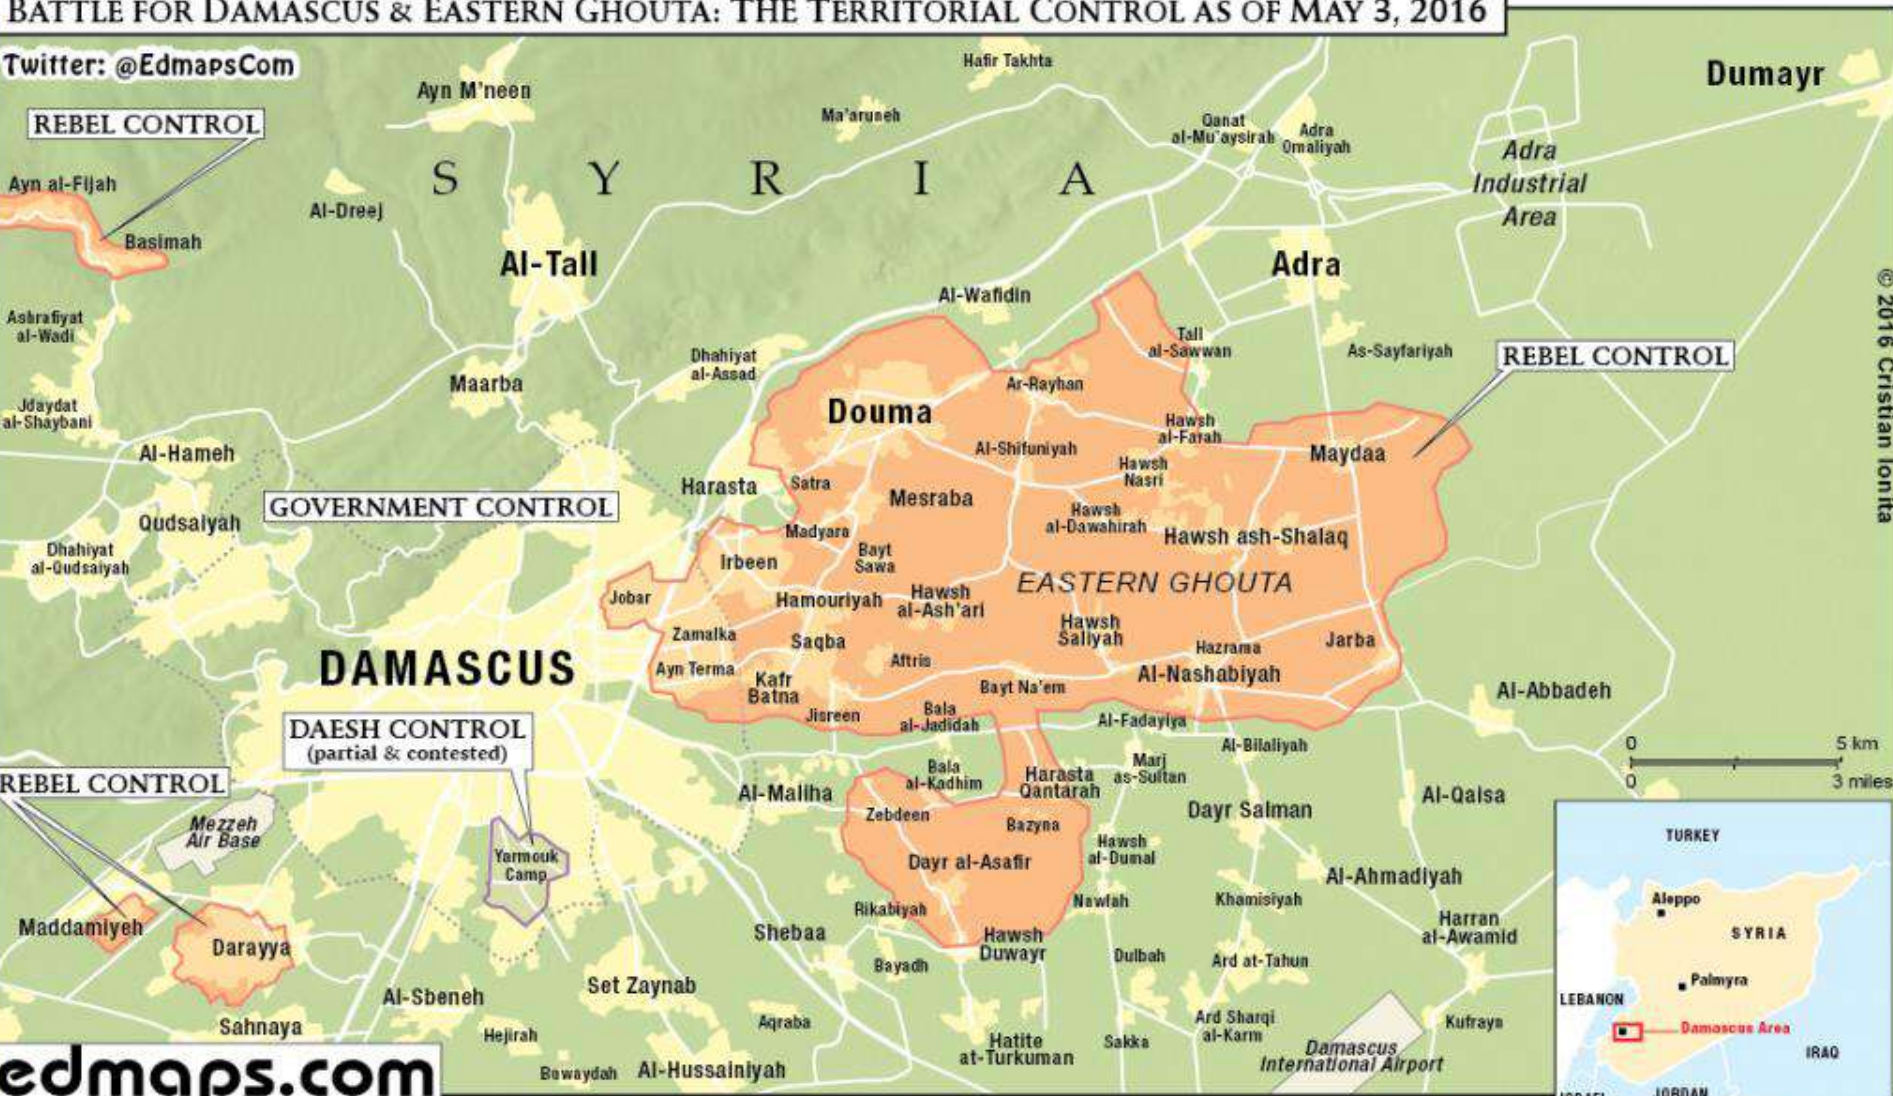 BATTLE FOR DAMASCUS & EASTERN GHOUTA: THE TERRITORIAL CONTROL AS OF MAY 3, 2016
Twitter: @EdmapsCom
Hafir Takhta
Dumayr
Ayn M'neen
Ma'aruneh
REBEL CONTROL
Qanat
al-Mu'aysirah
Adra
Omaliyah
Adra
Industrial
Area
S Y R I A
Ayn al-Fijah
Al-Dreej
Basimah
Al-Tall
Adra
Al-Wafidin
Ashrafiyat
al-Wadi
Tall
al-Sawwan
As-Sayfariyah
REBEL CONTROL
© 2016 Cristian Ionita
Dhahiyat
al-Assad
Maarba
Ar-Rayhan
Jdaydat
al-Shaybani
Douma
Hawsh
al-Farah
Al-Hameh
Al-Shifuniyah
Maydaa
Hawsh
Nasri
Harasta
Satra
Mesraba
GOVERNMENT CONTROL
Qudsaiyah
Hawsh
al-Dawahirah
Hawsh ash-Shalaq
Madyara
Dhahiyat
al-Qudsaiyah
Irbeen
Bayt
Sawa
EASTERN GHOUTA
Jobar
Hamouriyah
Hawsh
al-Ash'ari
Hawsh
Saliyah
Zamalka
Saqba
Hazrama
Jarba
DAMASCUS
Ayn Terma
Aftris
Al-Nashabiyah
Kafr
Batna
Bayt Na'em
Al-Abbadeh
Jisreen
Bala
al-Jadidah
Al-Fadayiya
DAESH CONTROL
(partial & contested)
Al-Bilaliyah
0 5 km
0 3 miles
REBEL CONTROL
Bala
al-Kadhim
Harasta
Qantarah
Marj
as-Sultan
Al-Maliha
Al-Qaisa
Zebdeen
Bazyna
Dayr Salman
Mezzeh
Air Base
Yarmouk
Camp
Dayr al-Asafir
Hawsh
al-Dumal
Al-Ahmadiyah
Rikabiyah
Nawlah
Khamisiyah
Maddamiyeh
Darayya
Shebaa
Hawsh
Duwayr
Harran
al-Awamid
Bayadh
Dulbah
Ard at-Tahun
Al-Sbeneh
Set Zaynab
Sahnaya
Hejirah
Aqraba
Hatite
at-Turkuman
Sakka
Ard Sharqi
al-Karm
Kufrayn
Damascus
International Airport
Buwaydah
Al-Hussainiyah
edmaps.com
TURKEY
Aleppo
SYRIA
Palmyra
LEBANON
Damascus Area
IRAQ
ISRAEL
JORDAN